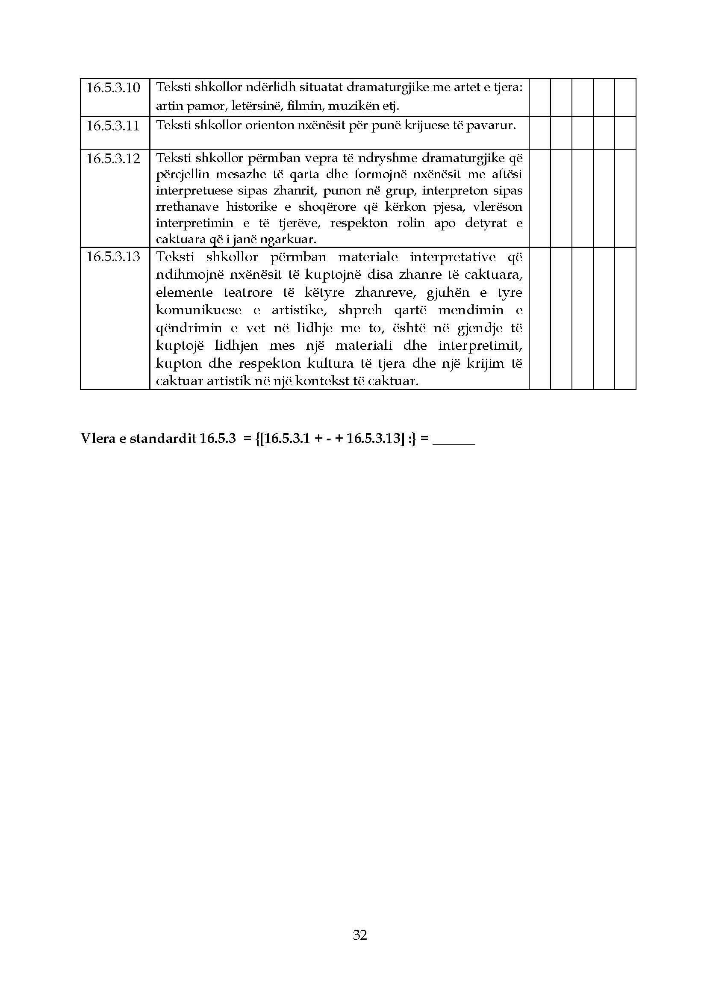 16.5.3.10 Teksti shkollor ndërlidh situatat dramaturgjike me artet e tjera:
artin pamor, letërsinë, filmin, muzikën etj.
16.5.3.11 Teksti shkollor orienton nxënësit për punë krijuese të pavarur.
16.5.3.12 Teksti shkollor përmban vepra të ndryshme dramaturgjike që
përcjellin mesazhe të qarta dhe formojnë nxënësit me aftësi
interpretuese sipas zhanrit, punon në grup, interpreton sipas
rrethanave historike e shoqërore që kërkon pjesa, vlerëson
interpretimin e të tjerëve, respekton rolin apo detyrat e
caktuara që i janë ngarkuar.
16.5.3.13 Teksti shkollor përmban materiale interpretative që
ndihmojnë nxënësit të kuptojnë disa zhanre të caktuara,
elemente teatrore të këtyre zhanreve, gjuhën e tyre
komunikuese e artistike, shpreh qartë mendimin e
qëndrimin e vet në lidhje me to, është në gjendje të
kuptojë lidhjen mes një materiali dhe interpretimit,
kupton dhe respekton kultura të tjera dhe një krijim të
caktuar artistik në një kontekst të caktuar.
Vlera e standardit 16.5.3 = {[16.5.3.1 + - + 16.5.3.13] :} = ______
32